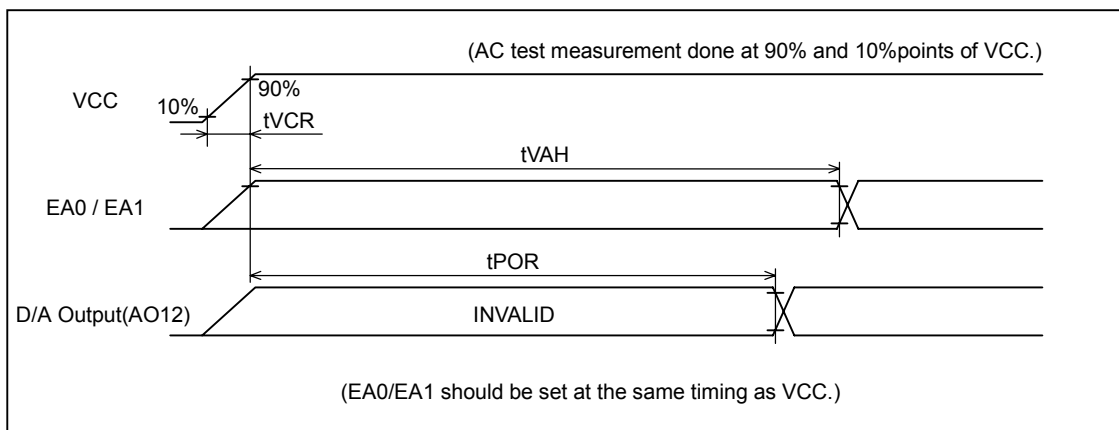 (AC test measurement done at 90% and 10%points of VCC.)
VCC
10%
90%
tVCR
tVAH
EA0 / EA1
tPOR
D/A Output(AO12)
INVALID
(EA0/EA1 should be set at the same timing as VCC.)